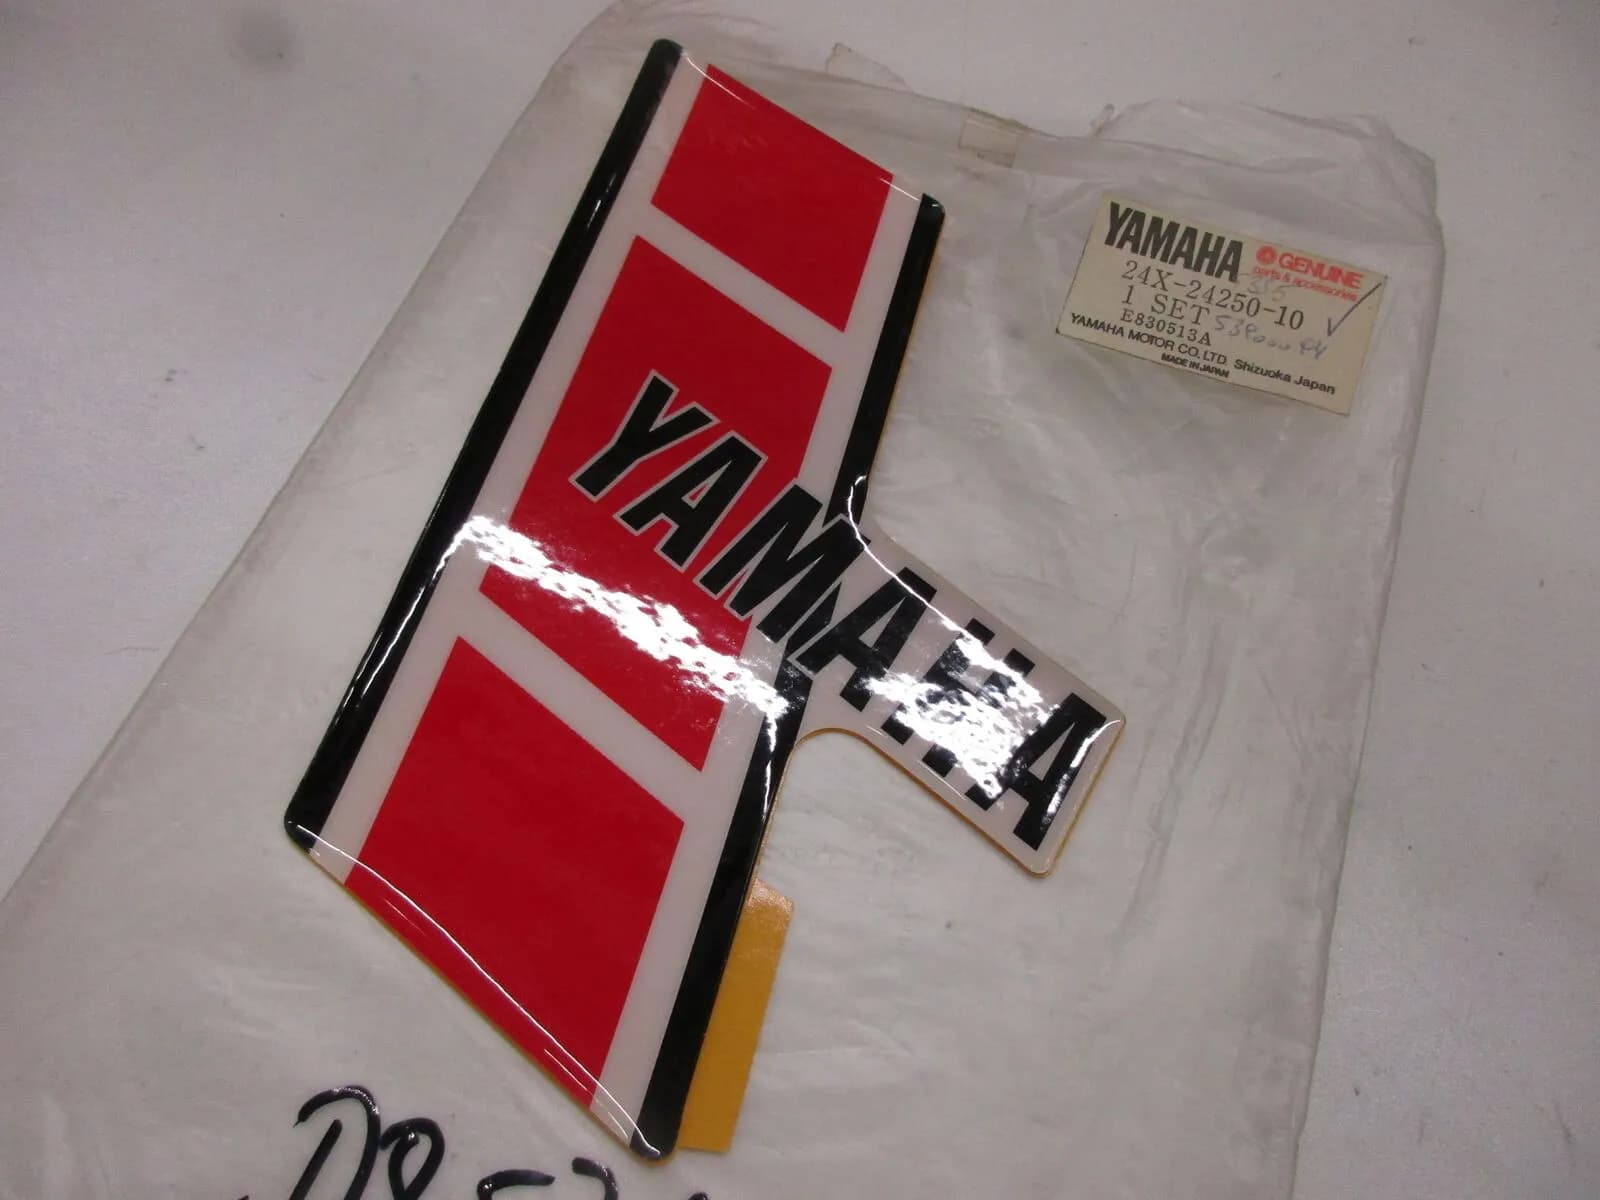 YAMAHA
YAMAHA GENUINE
parts & accessories
24X-24250-10
1 SET
E830513A
YAMAHA MOTOR CO. LTD. Shizuoka Japan
MADE IN JAPAN